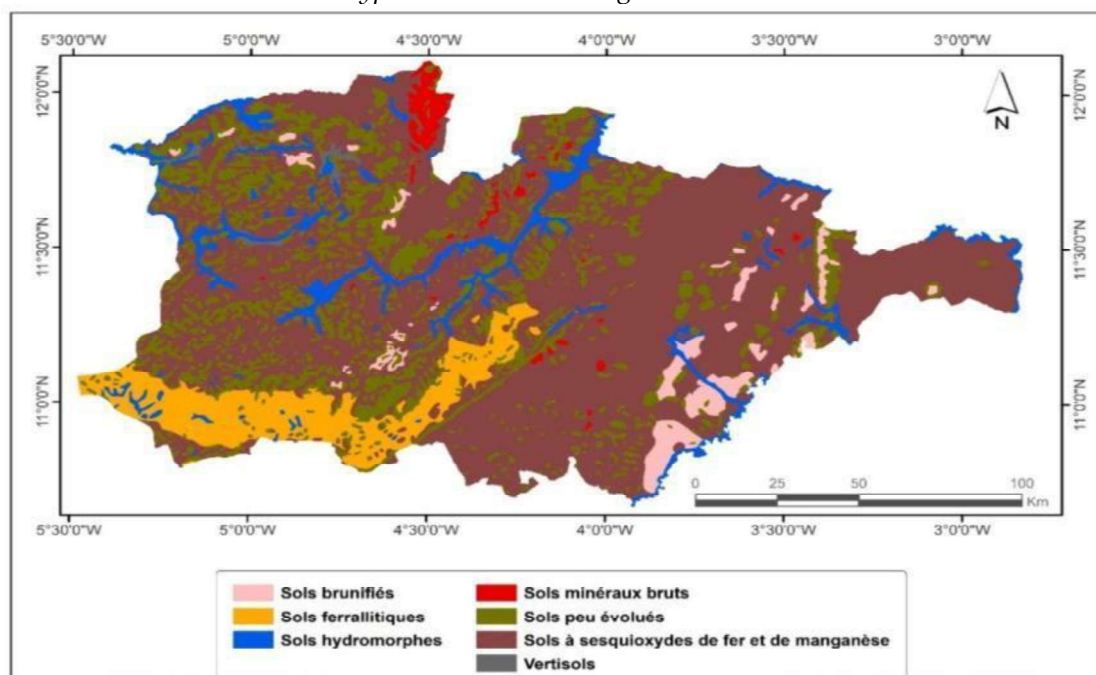 5°30'0"W 5°0'0"W 4°30'0"W 4°0'0"W 3°30'0"W 3°0'0"W
12°0'0"N 12°0'0"N
N
11°30'0"N 11°30'0"N
11°0'0"N 11°0'0"N
0 25 50 100
Km
5°30'0"W 5°0'0"W 4°30'0"W 4°0'0"W 3°30'0"W 3°0'0"W
Sols brunifiés Sols minéraux bruts
Sols ferrallitiques Sols peu évolués
Sols hydromorphes Sols à sesquioxydes de fer et de manganèse
Vertisols